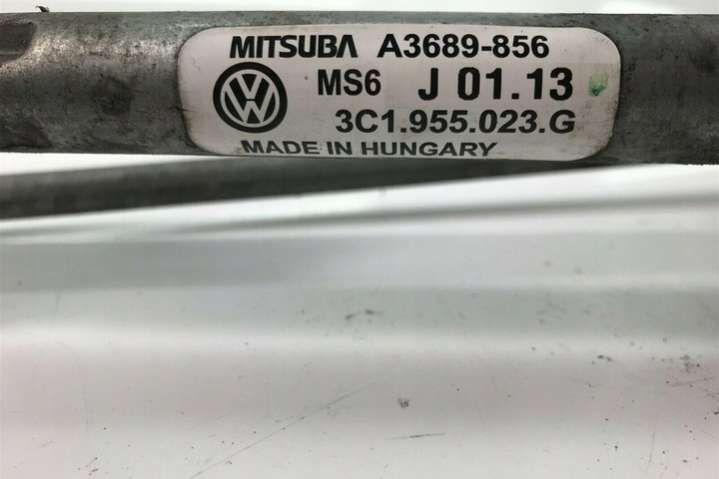 MITSUBA A3689-856
MS6 J 01.13
3C1.955.023.G
MADE IN HUNGARY